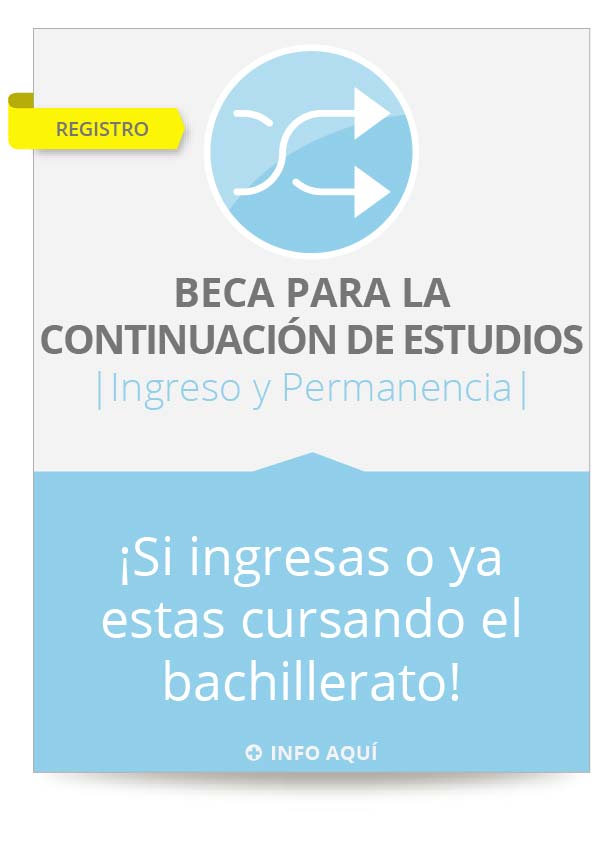 REGISTRO
BECA PARA LA
CONTINUACIÓN DE ESTUDIOS
|Ingreso y Permanencia|
¡Si ingresas o ya
estas cursando el
bachillerato!
INFO AQUÍ